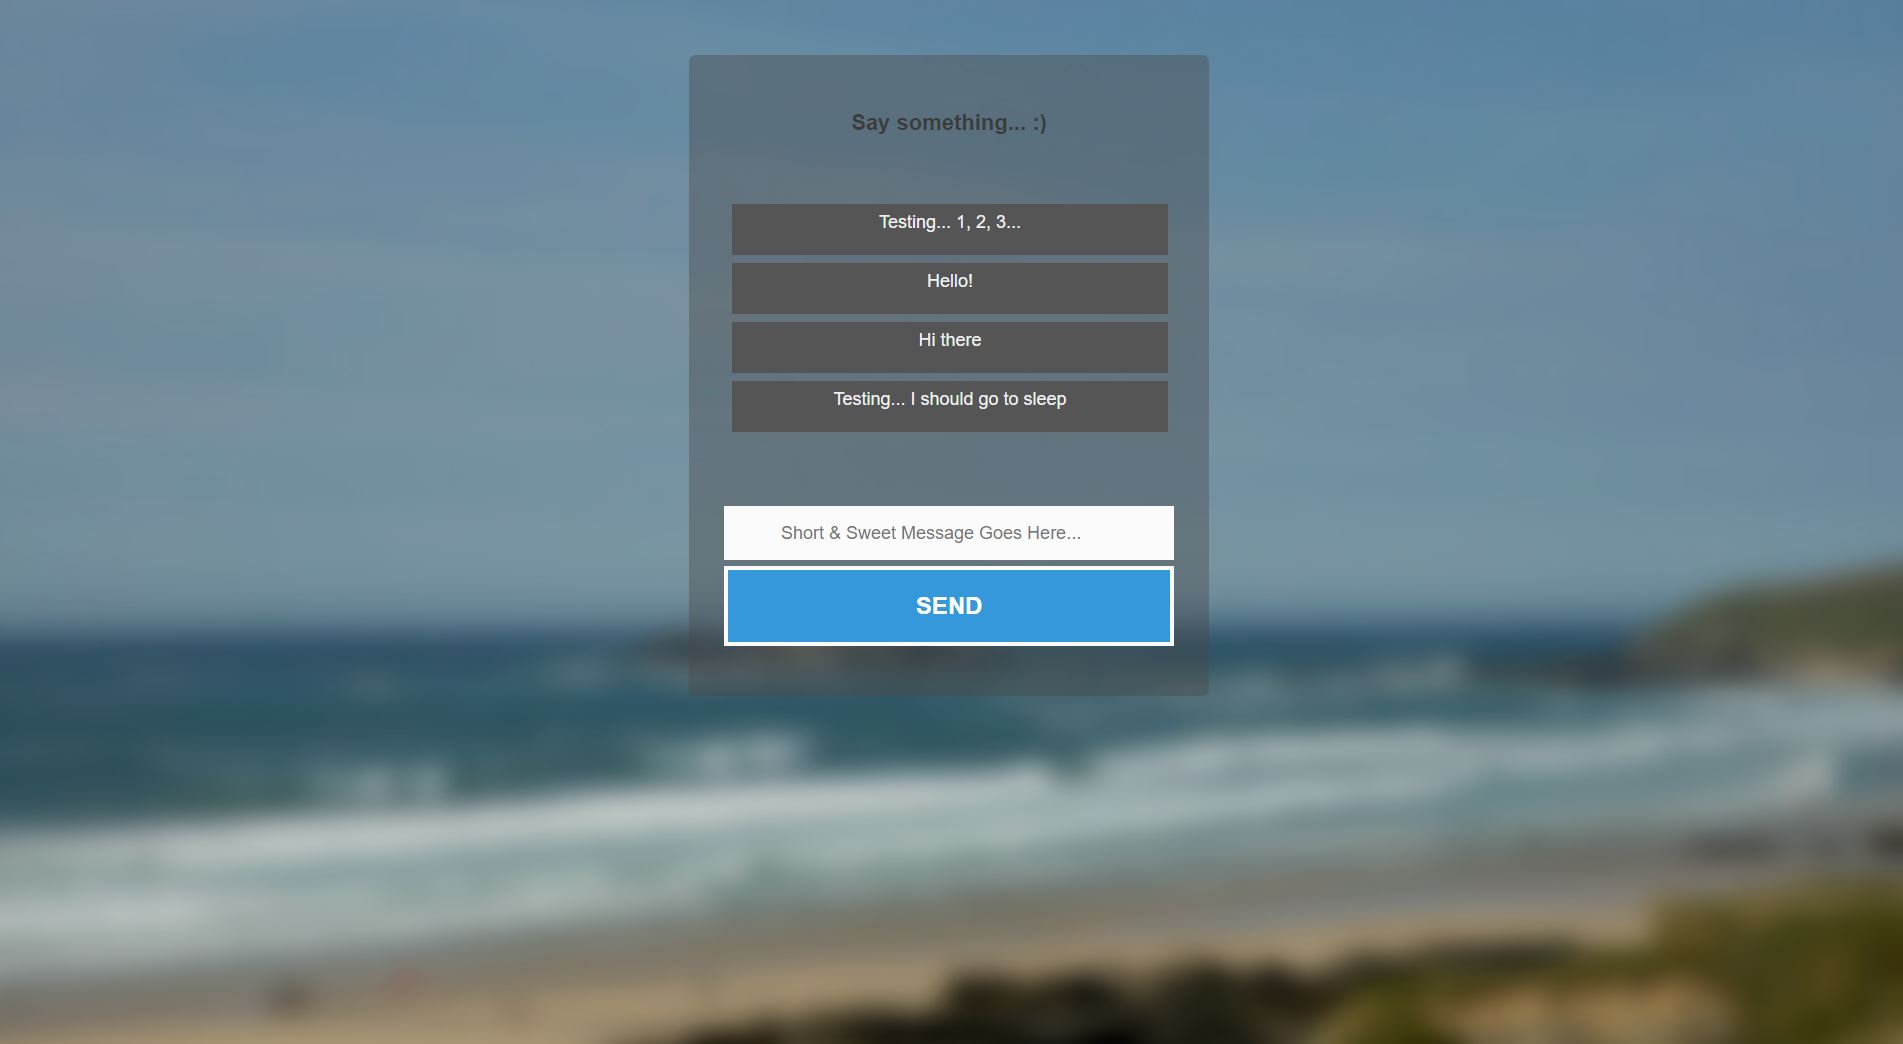 Say something... :)
Testing... 1, 2, 3...
Hello!
Hi there
Testing... I should go to sleep
Short & Sweet Message Goes Here...
SEND